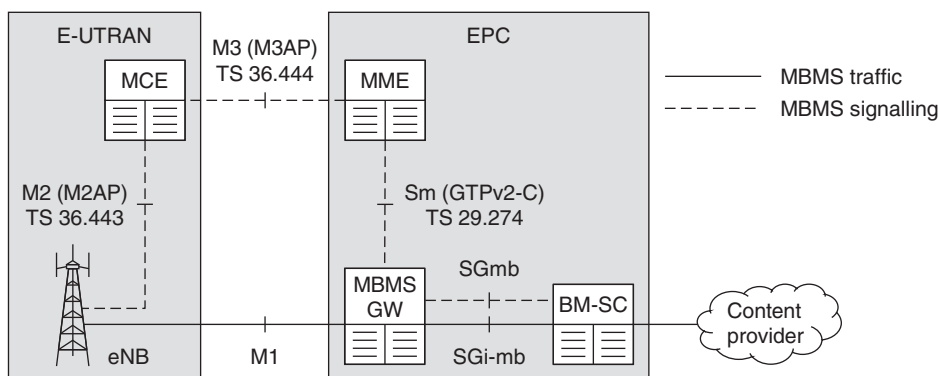 E-UTRAN
EPC
M3 (M3AP)
TS 36.444
MCE
MME
MBMS traffic
MBMS signalling
M2 (M2AP)
TS 36.443
Sm (GTPv2-C)
TS 29.274
MBMS
GW
SGmb
BM-SC
Content
provider
eNB
M1
SGi-mb